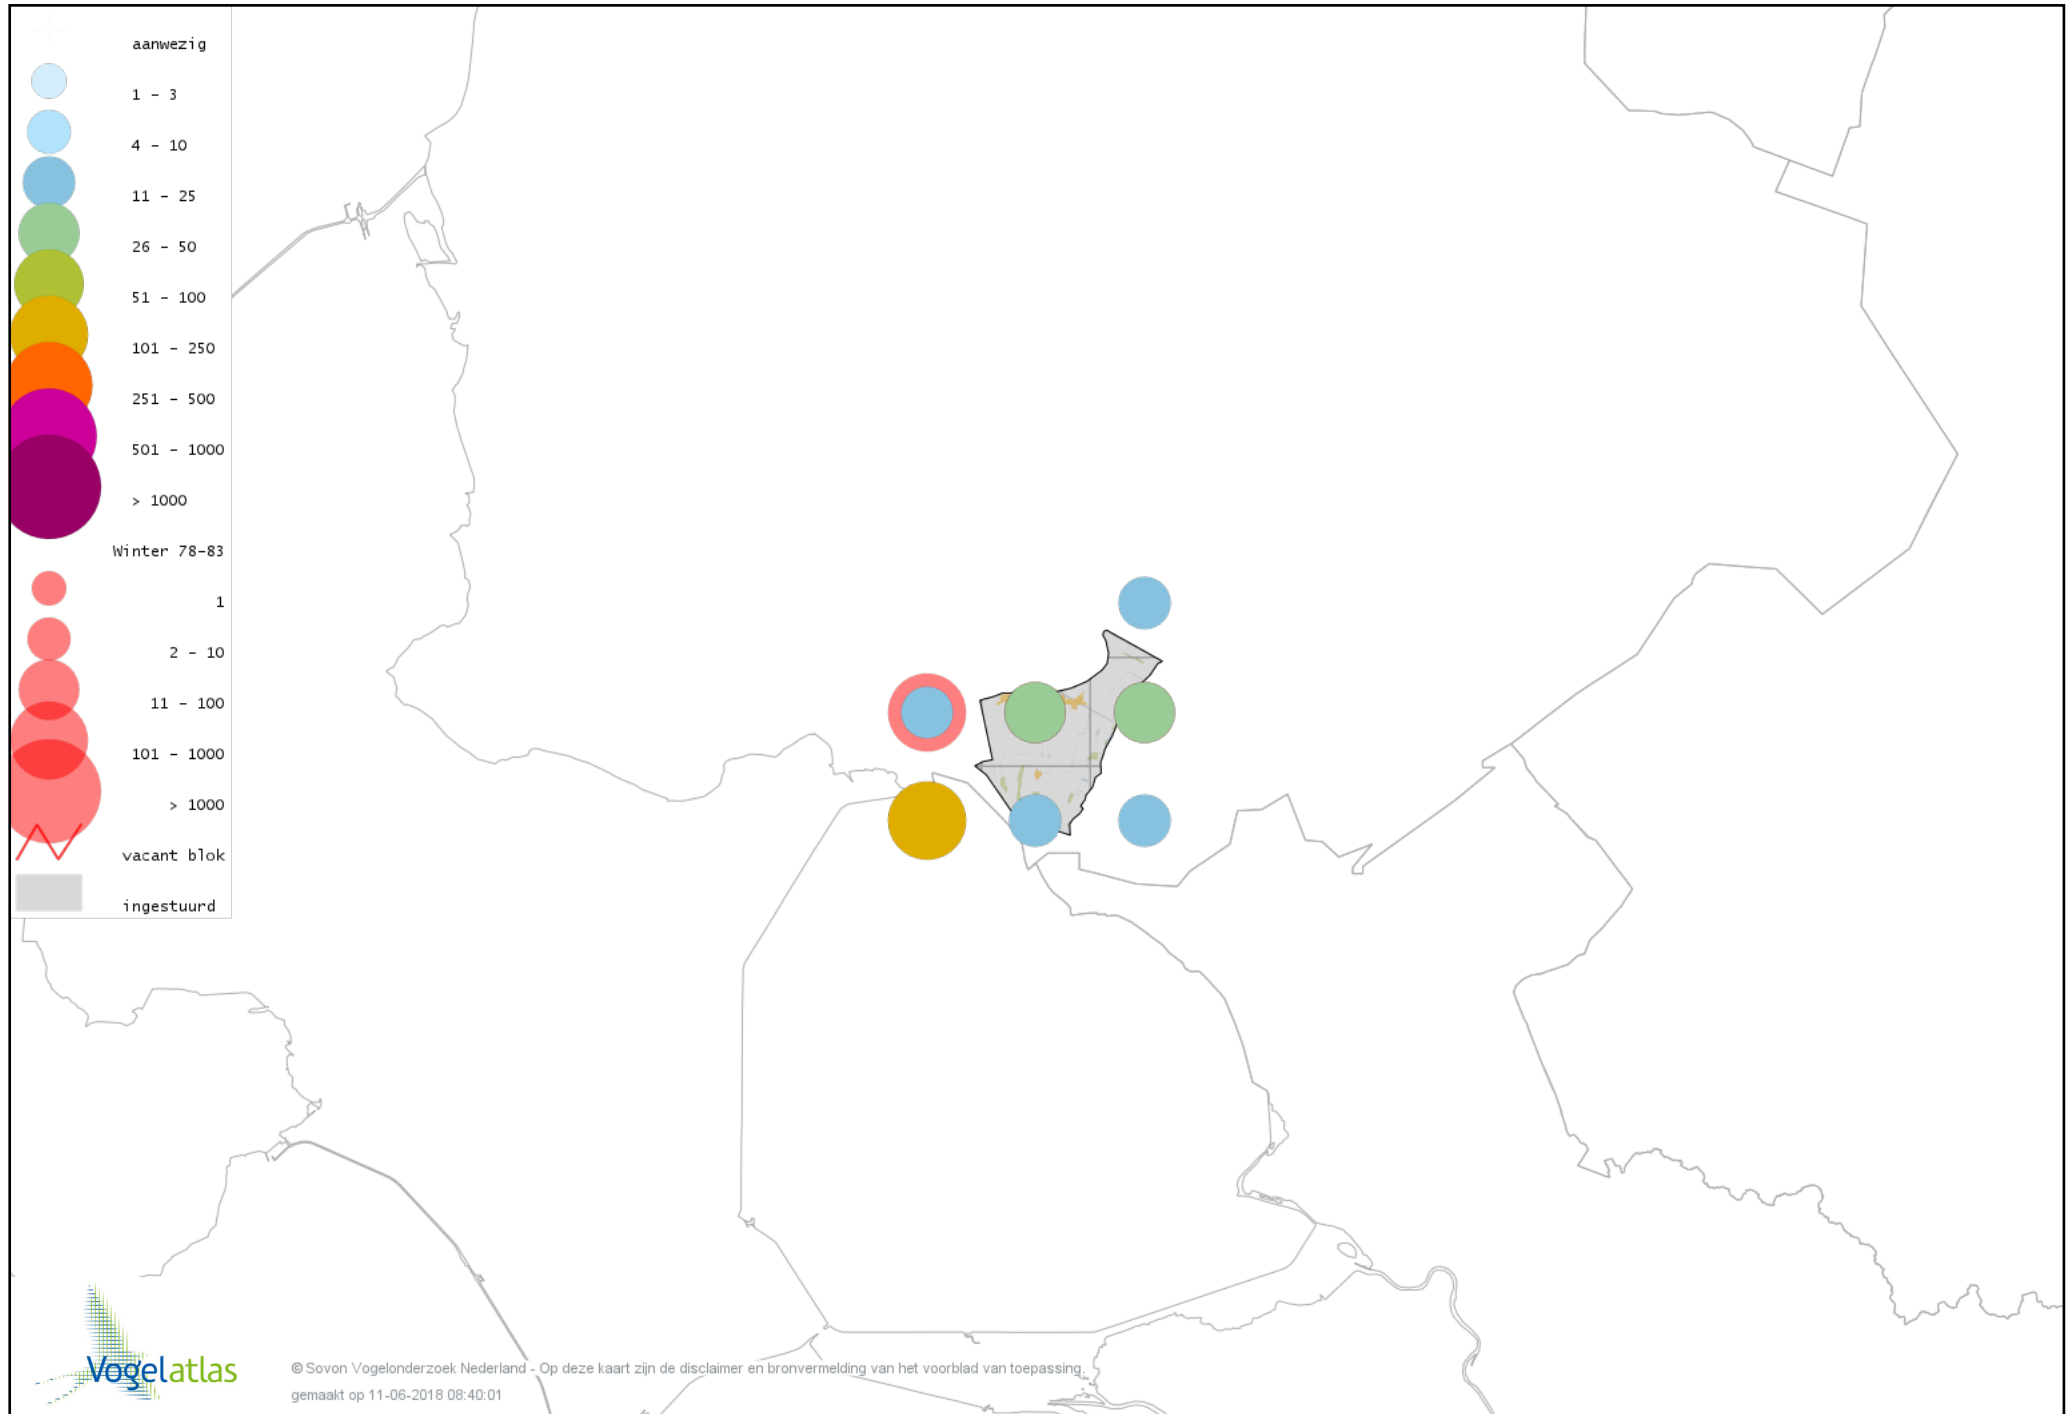 aanwezig
1 - 3
4 - 10
11 - 25
26 - 50
51 - 100
101 - 250
251 - 500
501 - 1000
> 1000
Winter 78-83
1
2 - 10
11 - 100
101 - 1000
> 1000
vacant blok
ingestuurd
Vogelatlas
© Sovon Vogelonderzoek Nederland - Op deze kaart zijn de disclaimer en bronvermelding van het voorblad van toepassing.
gemaakt op 11-06-2018 08:40:01